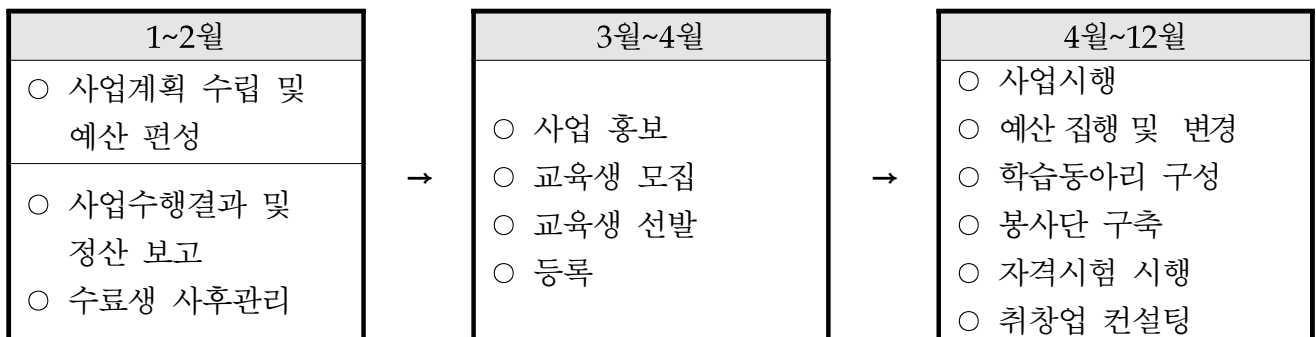 1~2월
○ 사업계획 수립 및
예산 편성
○ 사업수행결과 및
정산 보고
○ 수료생 사후관리
→
3월~4월
○ 사업 홍보
○ 교육생 모집
○ 교육생 선발
○ 등록
→
4월~12월
○ 사업시행
○ 예산 집행 및 변경
○ 학습동아리 구성
○ 봉사단 구축
○ 자격시험 시행
○ 취창업 컨설팅